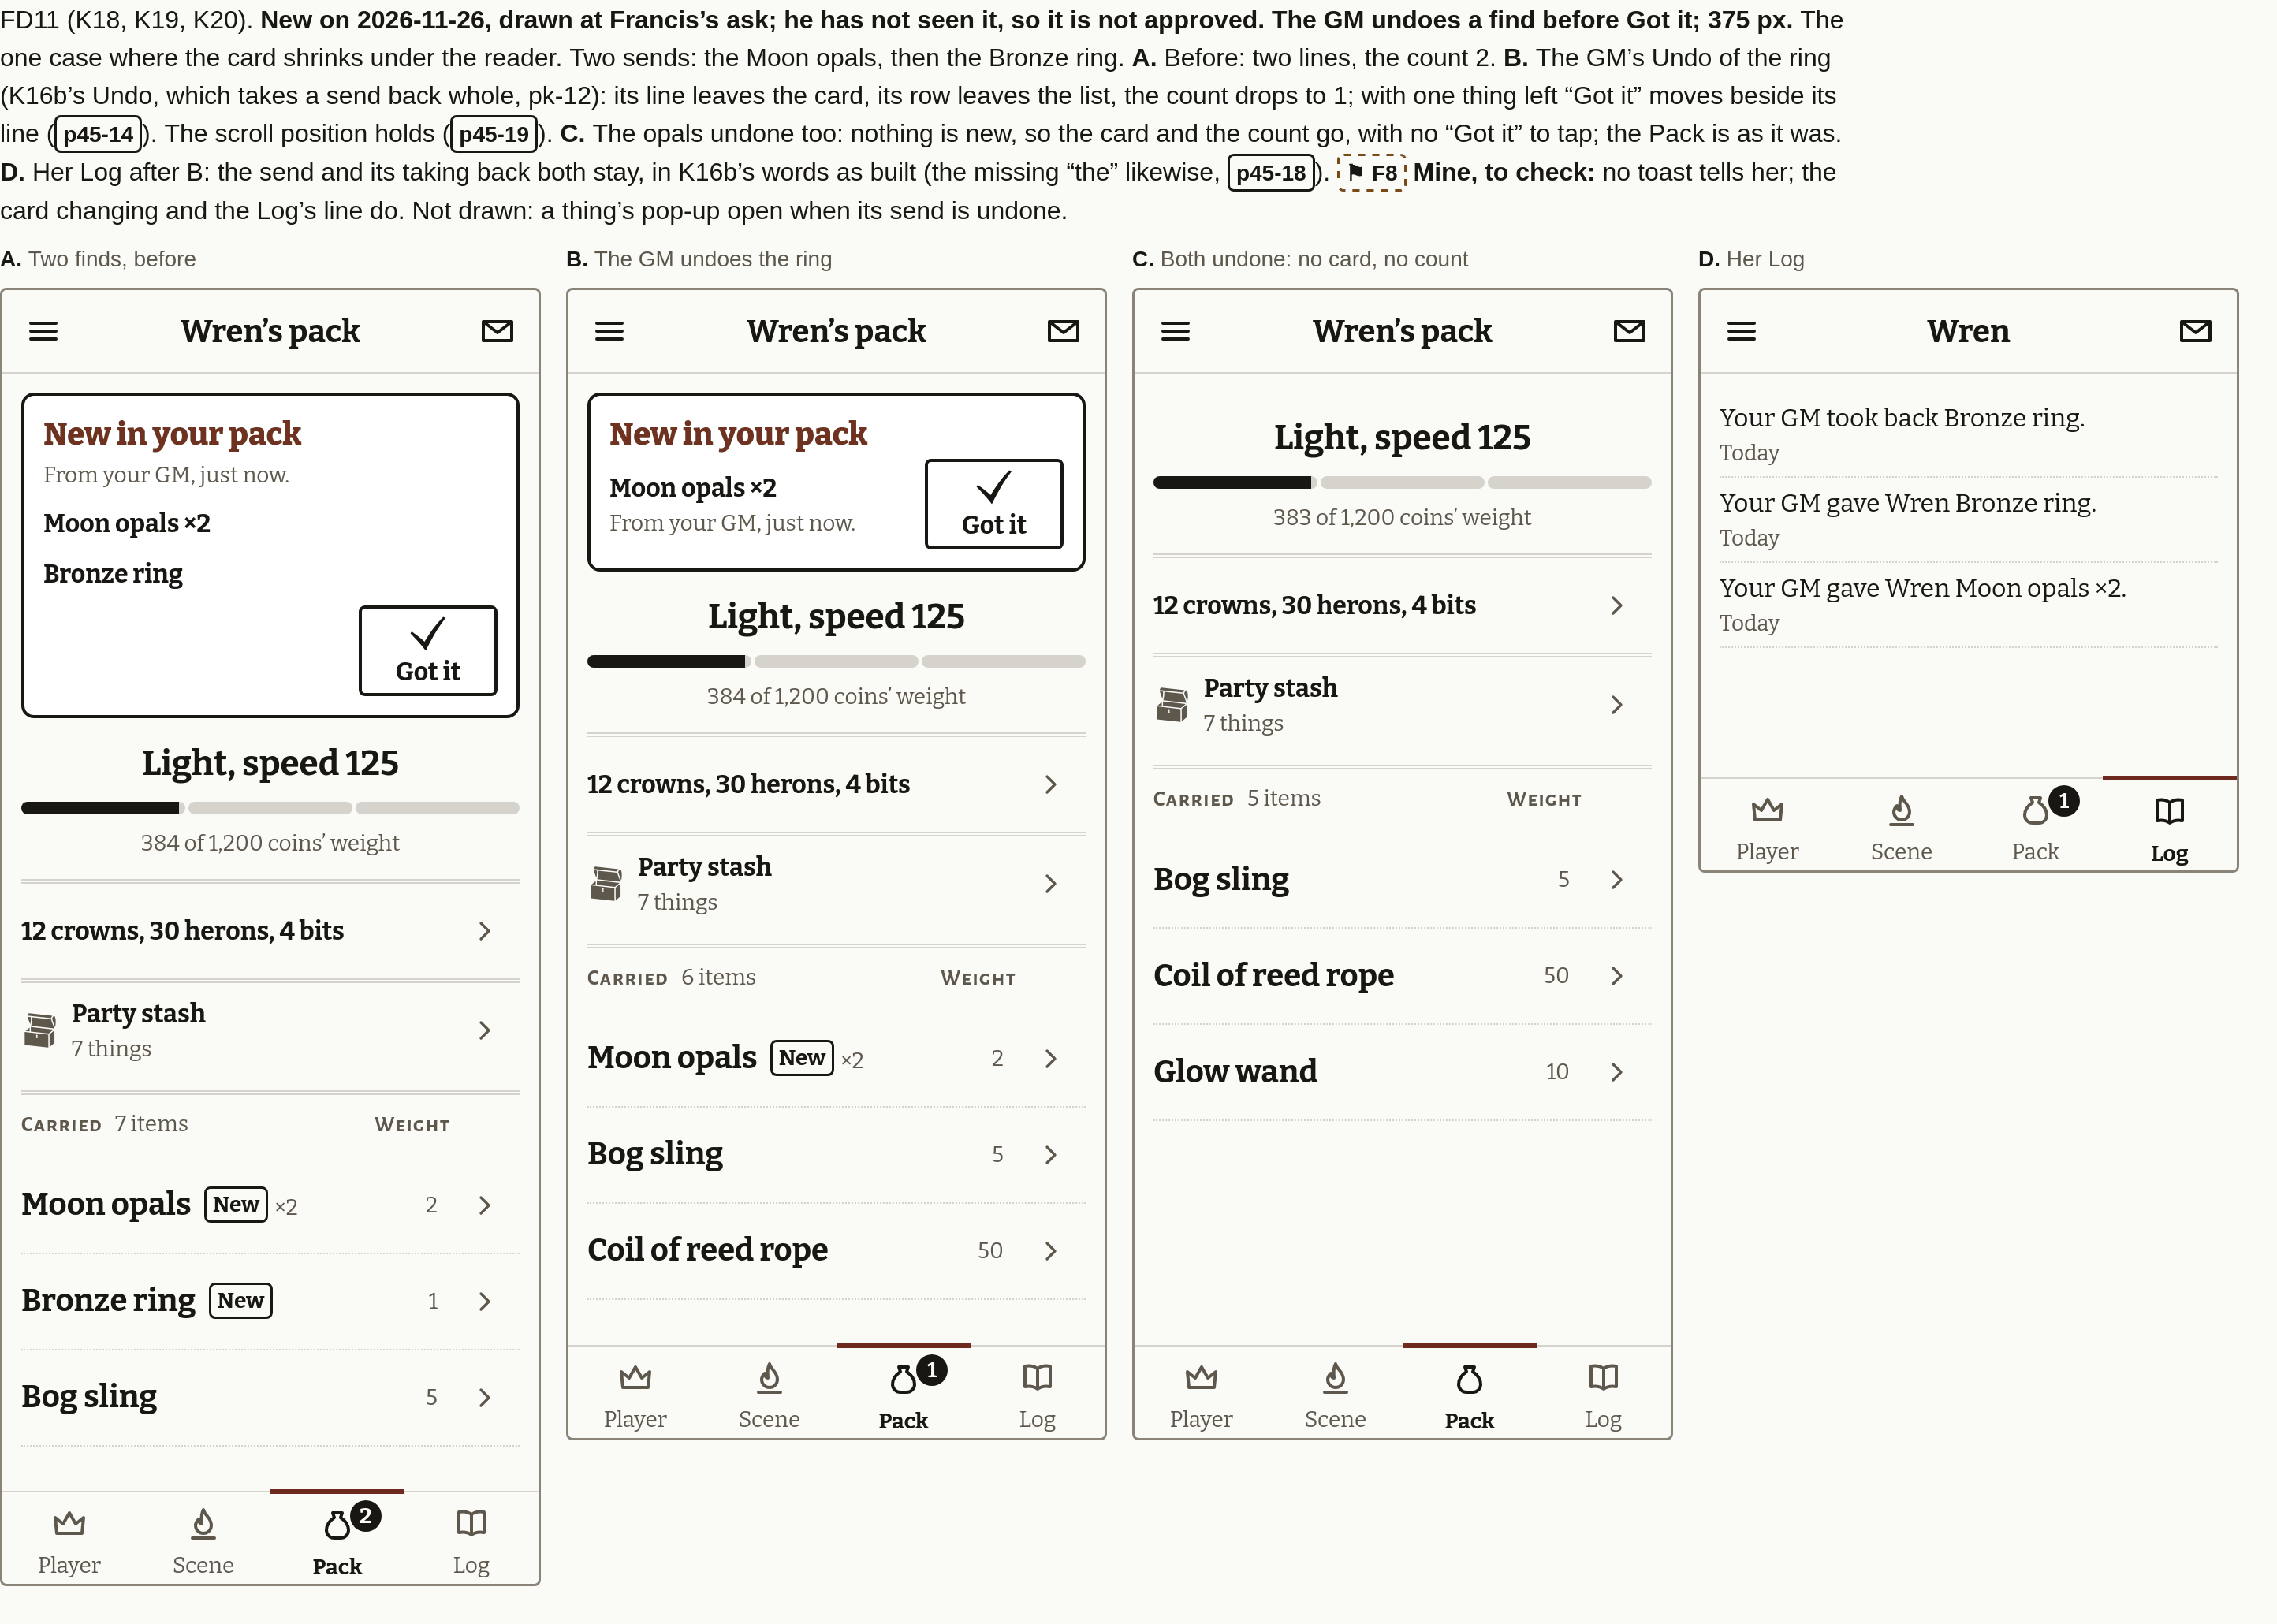 FD11 (K18, K19, K20). New on 2026-11-26, drawn at Francis’s ask; he has not seen it, so it is not approved. The GM undoes a find before Got it; 375 px. The
one case where the card shrinks under the reader. Two sends: the Moon opals, then the Bronze ring. A. Before: two lines, the count 2. B. The GM’s Undo of the ring
(K16b’s Undo, which takes a send back whole, pk-12): its line leaves the card, its row leaves the list, the count drops to 1; with one thing left “Got it” moves beside its
line (p45-14). The scroll position holds (p45-19). C. The opals undone too: nothing is new, so the card and the count go, with no “Got it” to tap; the Pack is as it was.
D. Her Log after B: the send and its taking back both stay, in K16b’s words as built (the missing “the” likewise, p45-18). ⚑ F8 Mine, to check: no toast tells her; the
card changing and the Log’s line do. Not drawn: a thing’s pop-up open when its send is undone.
A. Two finds, before
Wren’s pack
New in your pack
From your GM, just now.
Moon opals ×2
Bronze ring
Got it
Light, speed 125
384 of 1,200 coins’ weight
12 crowns, 30 herons, 4 bits
Party stash
7 things
Carried 7 items Weight
Moon opals New ×2 2
Bronze ring New 1
Bog sling 5
2
Player Scene Pack Log
B. The GM undoes the ring
Wren’s pack
New in your pack
Moon opals ×2
From your GM, just now.
Got it
Light, speed 125
384 of 1,200 coins’ weight
12 crowns, 30 herons, 4 bits
Party stash
7 things
Carried 6 items Weight
Moon opals New ×2 2
Bog sling 5
Coil of reed rope 50
1
Player Scene Pack Log
C. Both undone: no card, no count
Wren’s pack
Light, speed 125
383 of 1,200 coins’ weight
12 crowns, 30 herons, 4 bits
Party stash
7 things
Carried 5 items Weight
Bog sling 5
Coil of reed rope 50
Glow wand 10
Player Scene Pack Log
D. Her Log
Wren
Your GM took back Bronze ring.
Today
Your GM gave Wren Bronze ring.
Today
Your GM gave Wren Moon opals ×2.
Today
1
Player Scene Pack Log